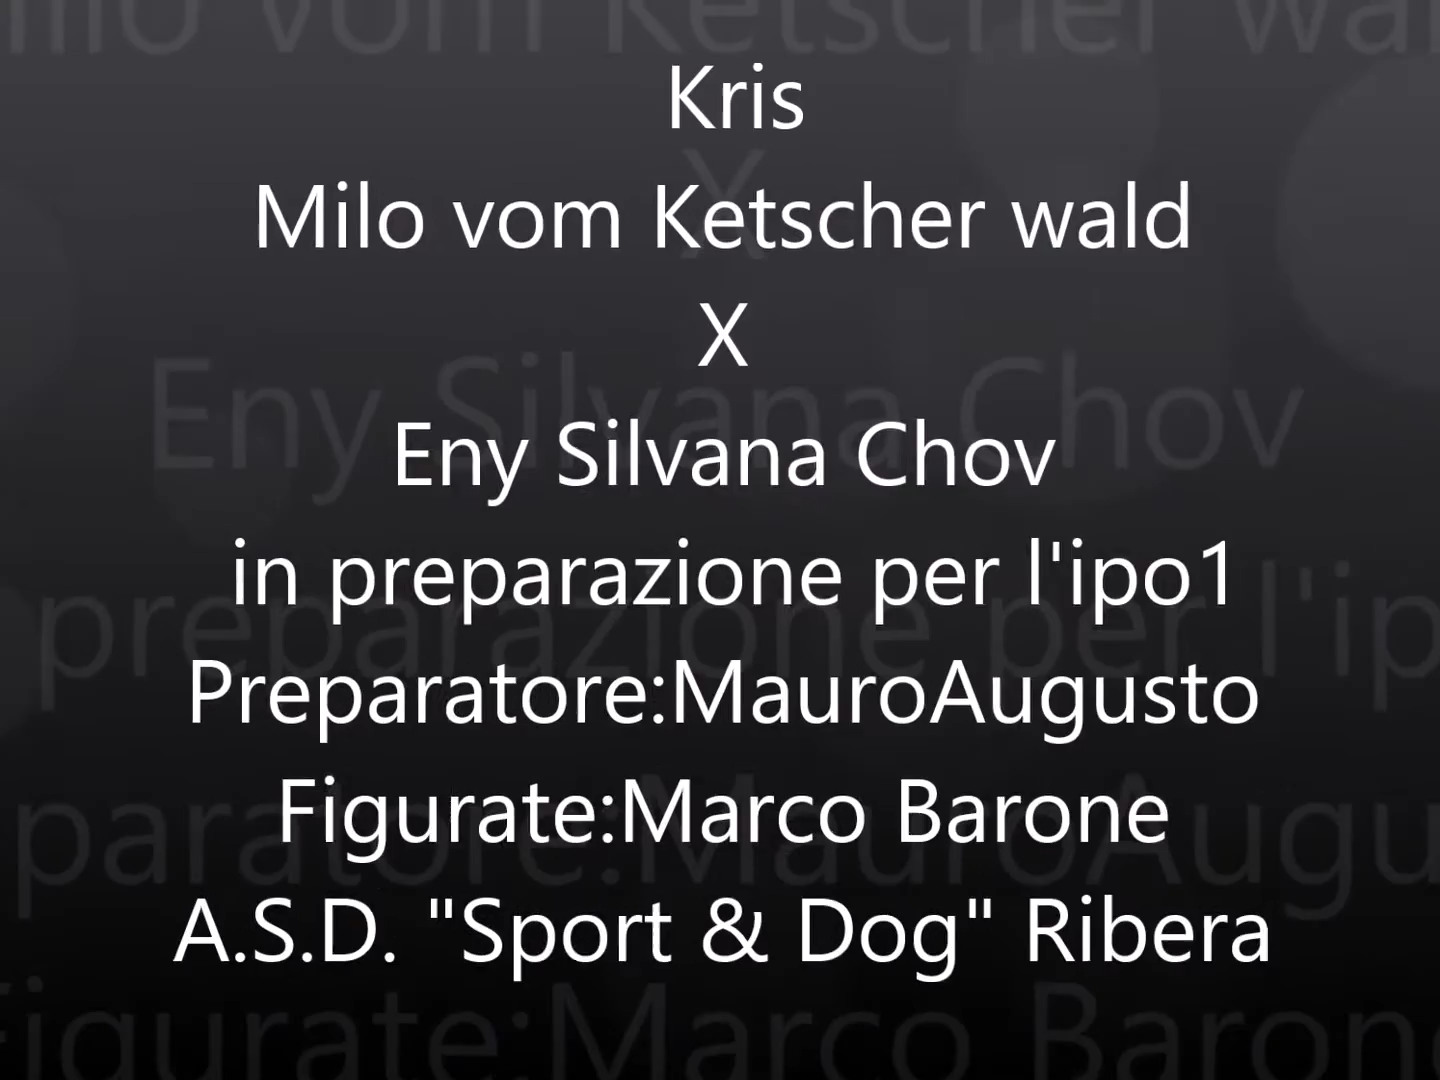 Kris
Milo vom Ketscher wald
X
Eny Silvana Chov
in preparazione per l'ipo1
Preparatore:MauroAugusto
Figurate:Marco Barone
A.S.D. "Sport & Dog" Ribera